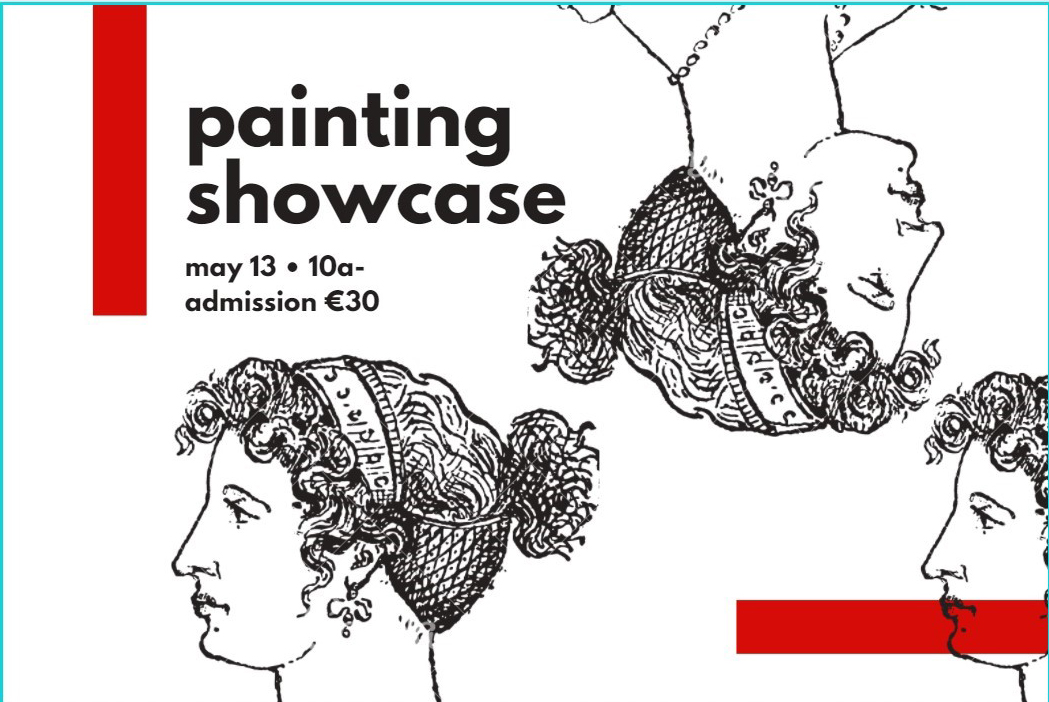 painting
showcase
may 13 • 10a-
admission €30